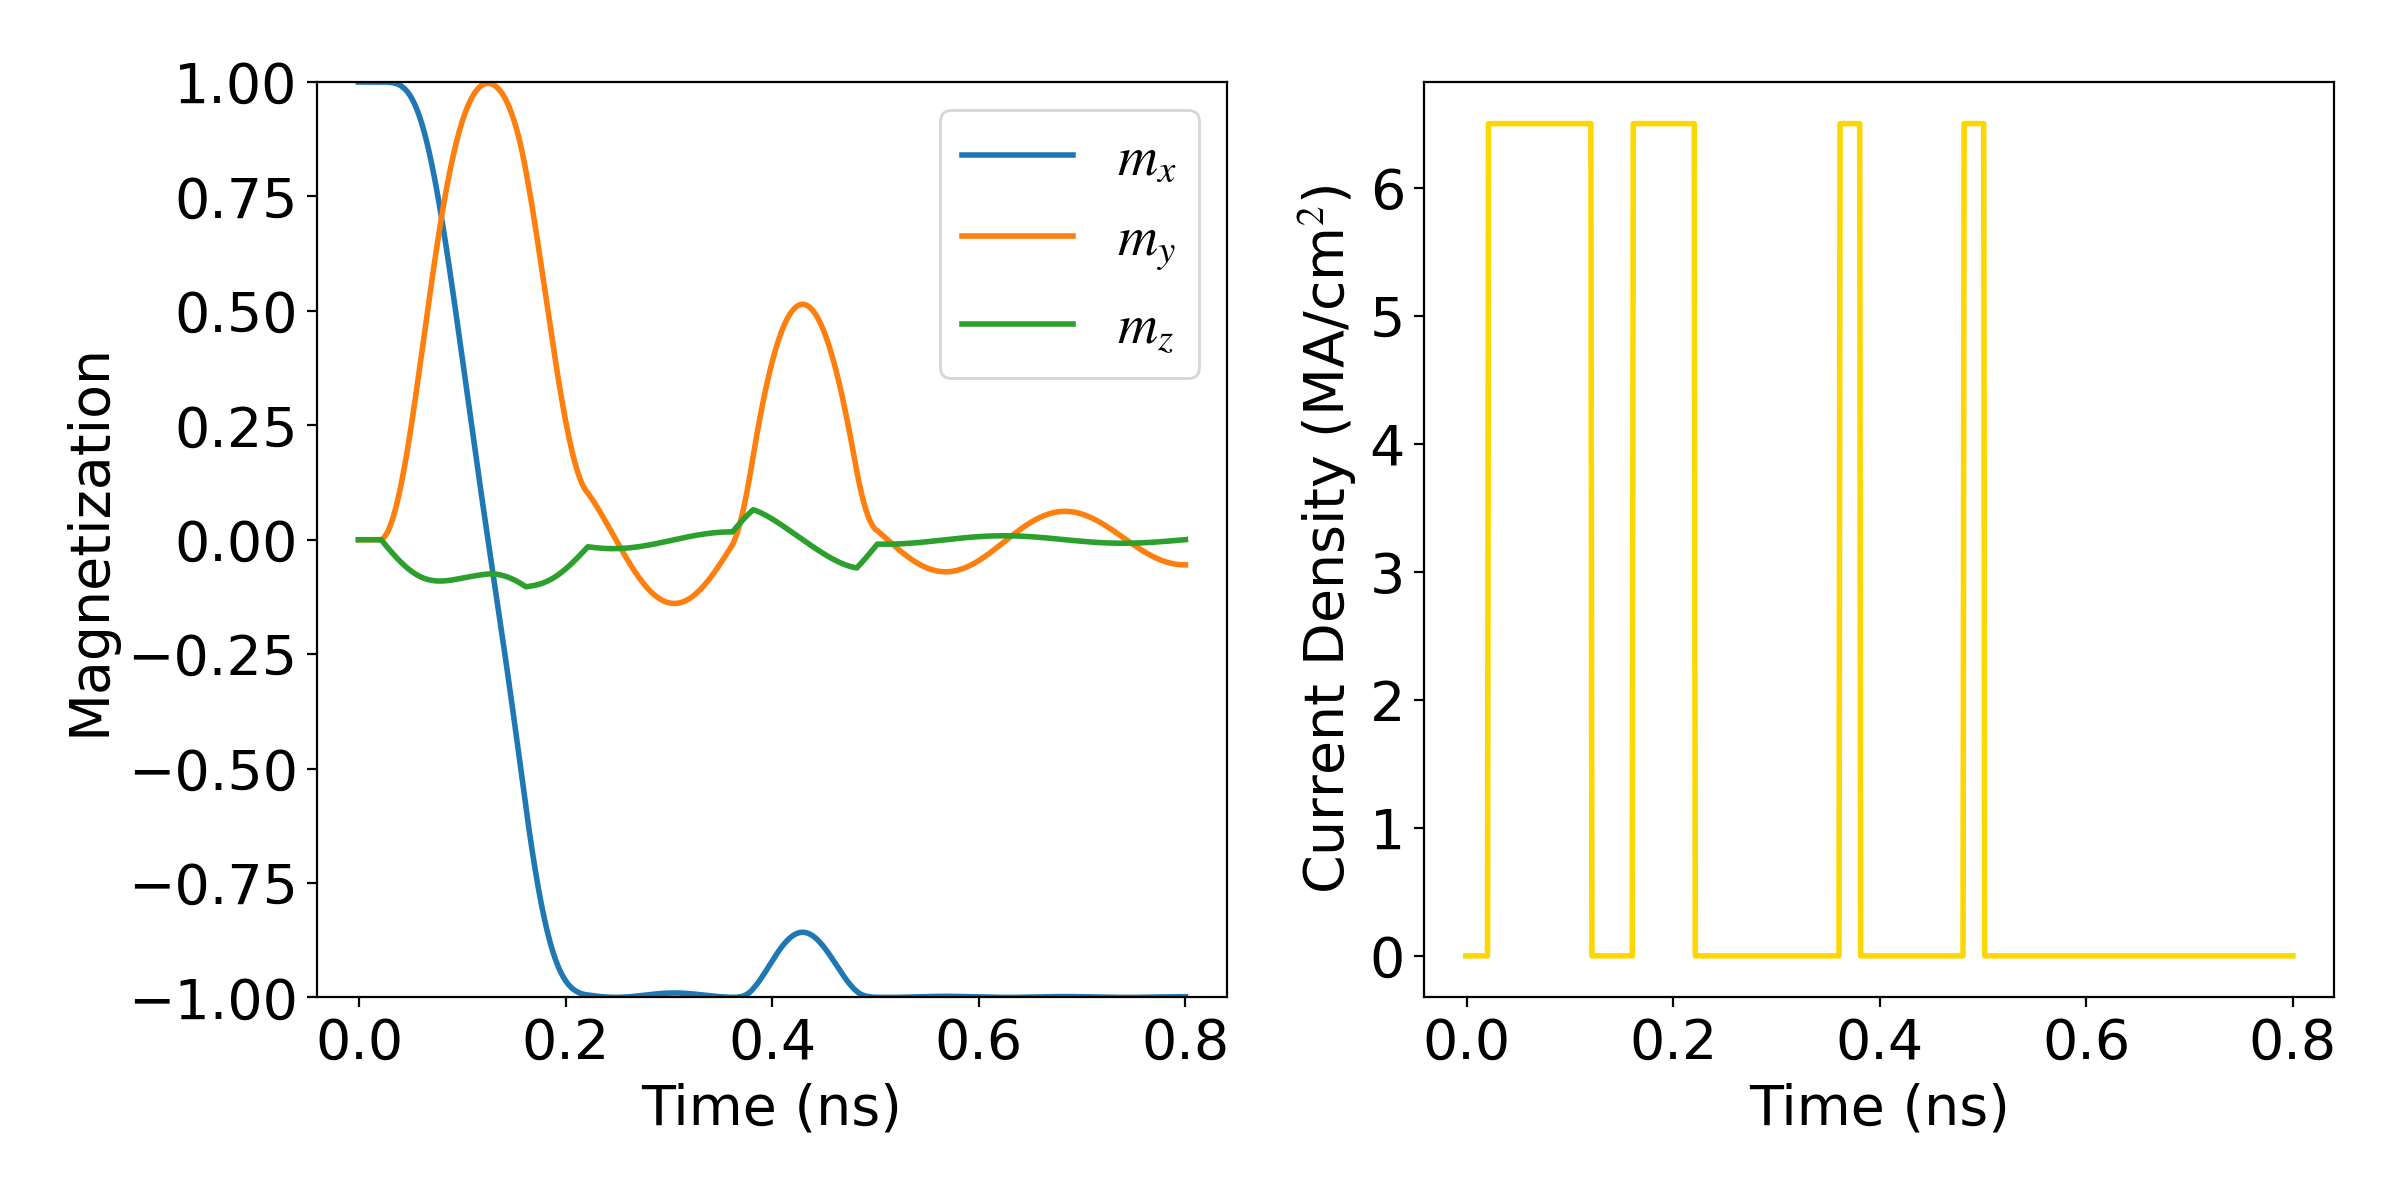 Magnetization
1.00
0.75
0.50
0.25
0.00
−0.25
−0.50
−0.75
−1.00
0.0 0.2 0.4 0.6 0.8
Time (ns)
mₓ
m_y
m_z
Current Density (MA/cm²)
6
5
4
3
2
1
0
0.0 0.2 0.4 0.6 0.8
Time (ns)